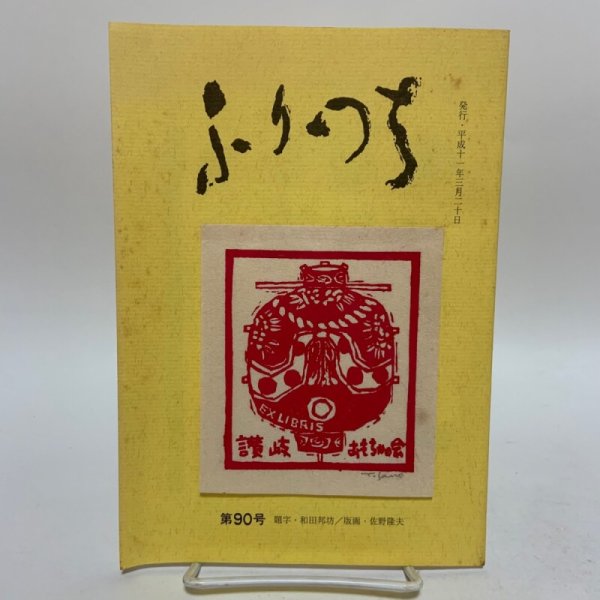 ふりつち
発行・平成十一年三月二十日
EX LIBRIS
讃岐 おもちゃの会
第90号 題字・和田邦坊／版画・佐野隆夫